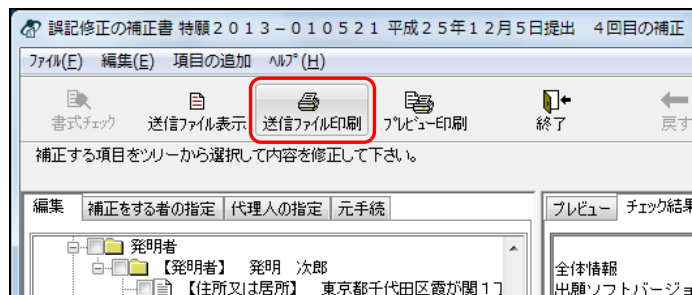 誤記修正の補正書 特願２０１３－０１０５２１ 平成２５年１２月５日提出　４回目の補正
ﾌｧｲﾙ(F)　編集(E)　項目の追加　ﾍﾙﾌﾟ(H)
書式ﾁｪｯｸ　送信ﾌｧｲﾙ表示　送信ﾌｧｲﾙ印刷　ﾌﾟﾚﾋﾞｭｰ印刷　終了　戻す
補正する項目をﾂﾘｰから選択して内容を修正して下さい。
編集　補正をする者の指定　代理人の指定　元手続　プレビュー　チェック結果
発明者
【発明者】　発明　次郎　全体情報
【住所又は居所】　東京都千代田区霞が関１丁　出願ソフトバージョ